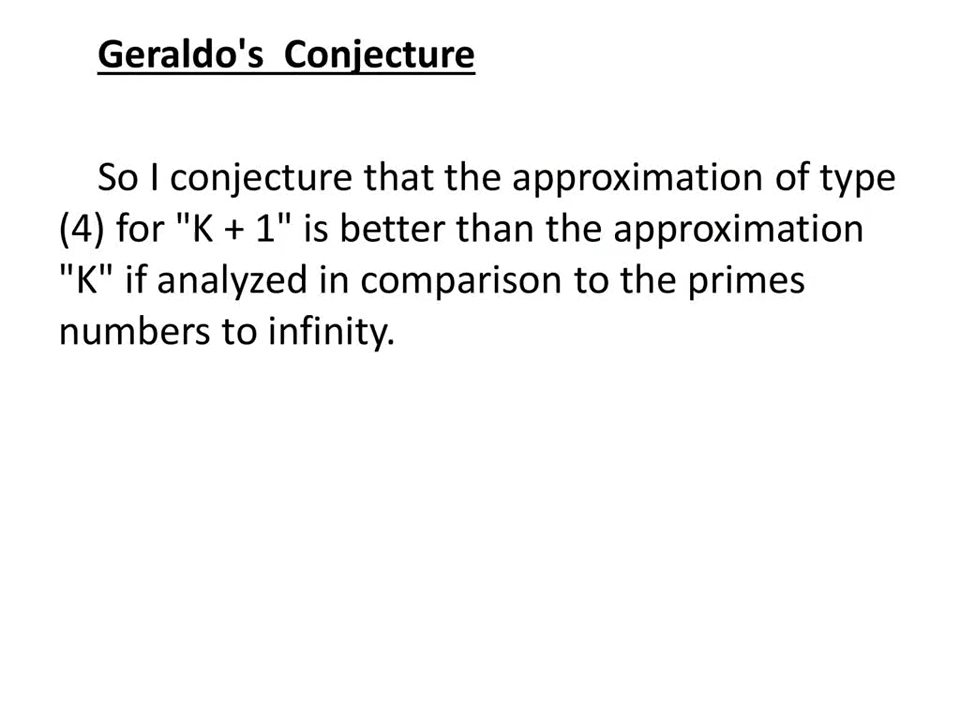 Geraldo's Conjecture
So I conjecture that the approximation of type
(4) for "K + 1" is better than the approximation
"K" if analyzed in comparison to the primes
numbers to infinity.